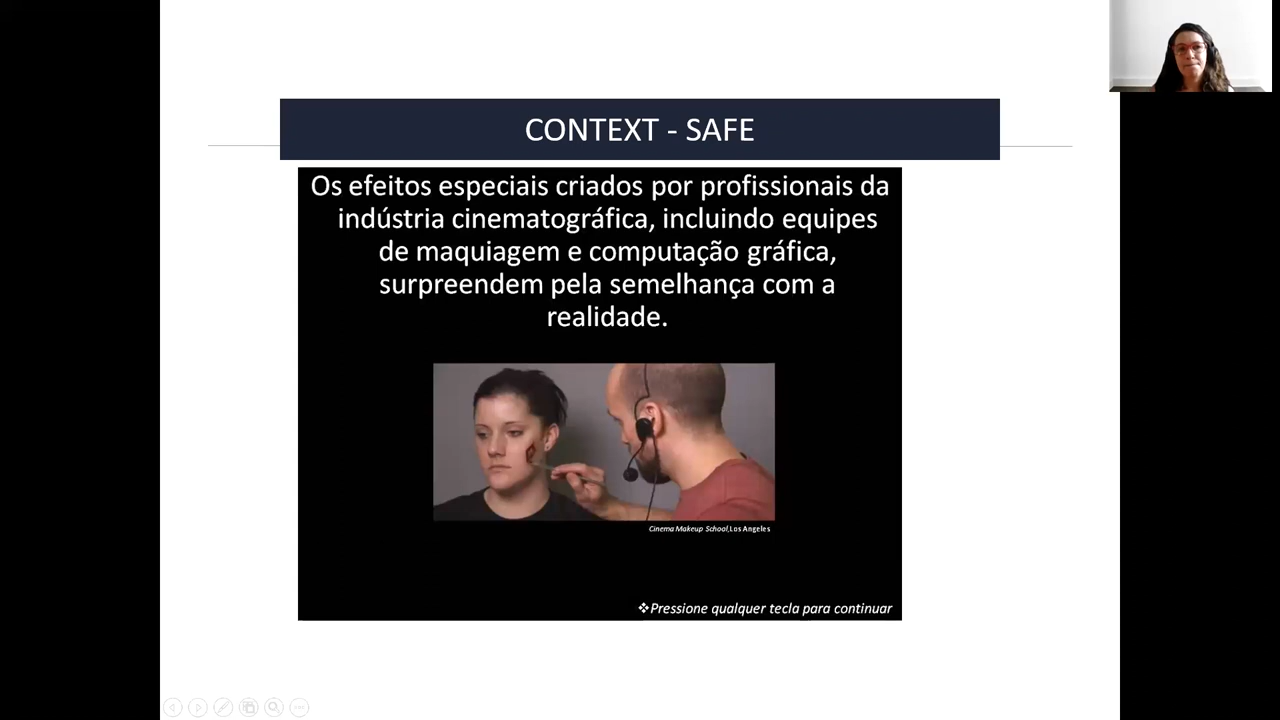 CONTEXT - SAFE
Os efeitos especiais criados por profissionais da
indústria cinematográfica, incluindo equipes
de maquiagem e computação gráfica,
surpreendem pela semelhança com a
realidade.
Cinema Makeup School,Los Angeles
❖Pressione qualquer tecla para continuar